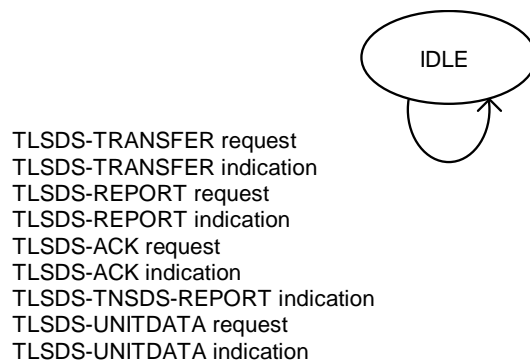 IDLE
TLSDS-TRANSFER request
TLSDS-TRANSFER indication
TLSDS-REPORT request
TLSDS-REPORT indication
TLSDS-ACK request
TLSDS-ACK indication
TLSDS-TNSDS-REPORT indication
TLSDS-UNITDATA request
TLSDS-UNITDATA indication